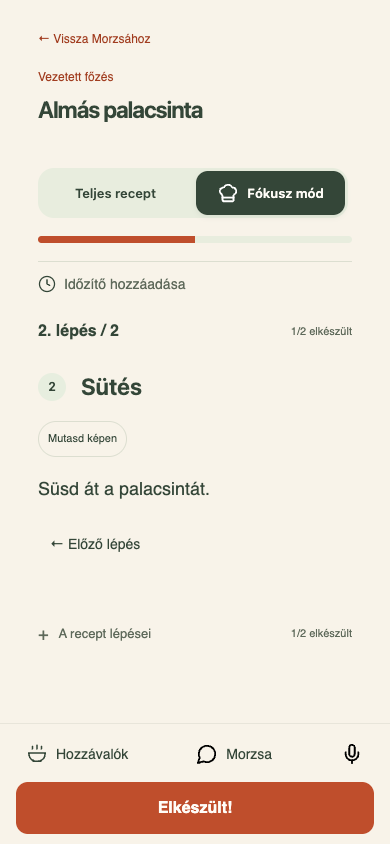 ← Vissza Morzsához
Vezetett főzés
Almás palacsinta
Teljes recept
Fókusz mód
Időzítő hozzáadása
2. lépés / 2
1/2 elkészült
2
Sütés
Mutasd képen
Süsd át a palacsintát.
← Előző lépés
+ A recept lépései
1/2 elkészült
Hozzávalók
Morzsa
Elkészült!